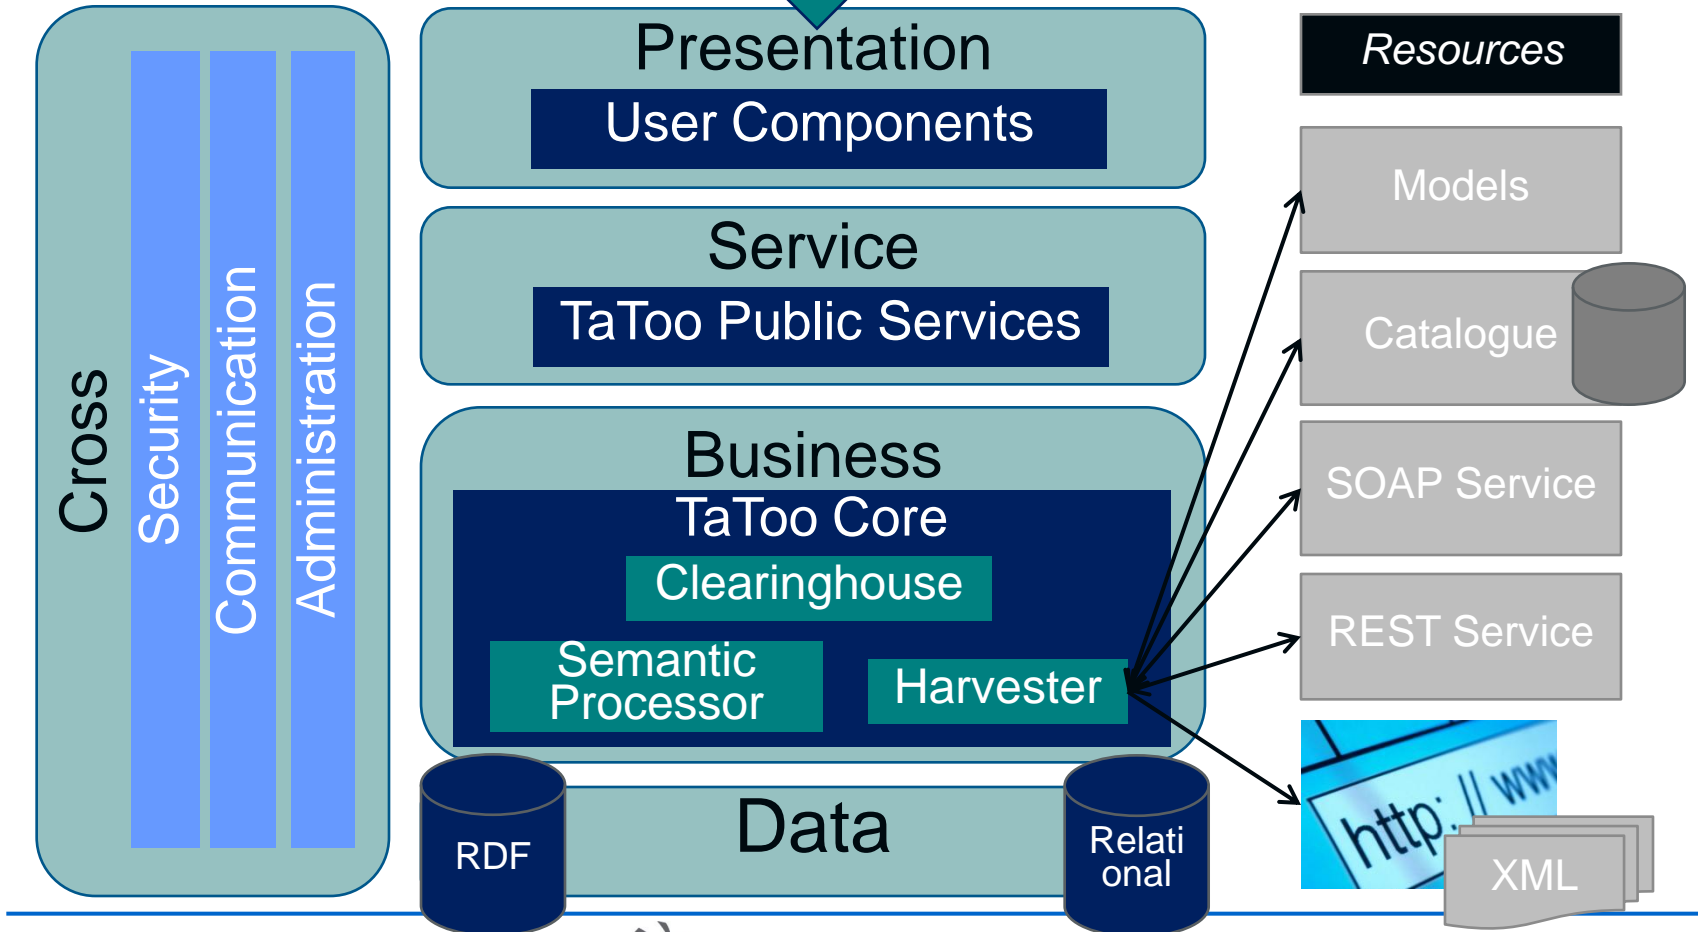 Cross
Security
Communication
Administration
Presentation
User Components
Service
TaToo Public Services
Business
TaToo Core
Clearinghouse
Semantic
Processor
Harvester
RDF
Data
Relati
onal
Resources
Models
Catalogue
SOAP Service
REST Service
http: // www
XML